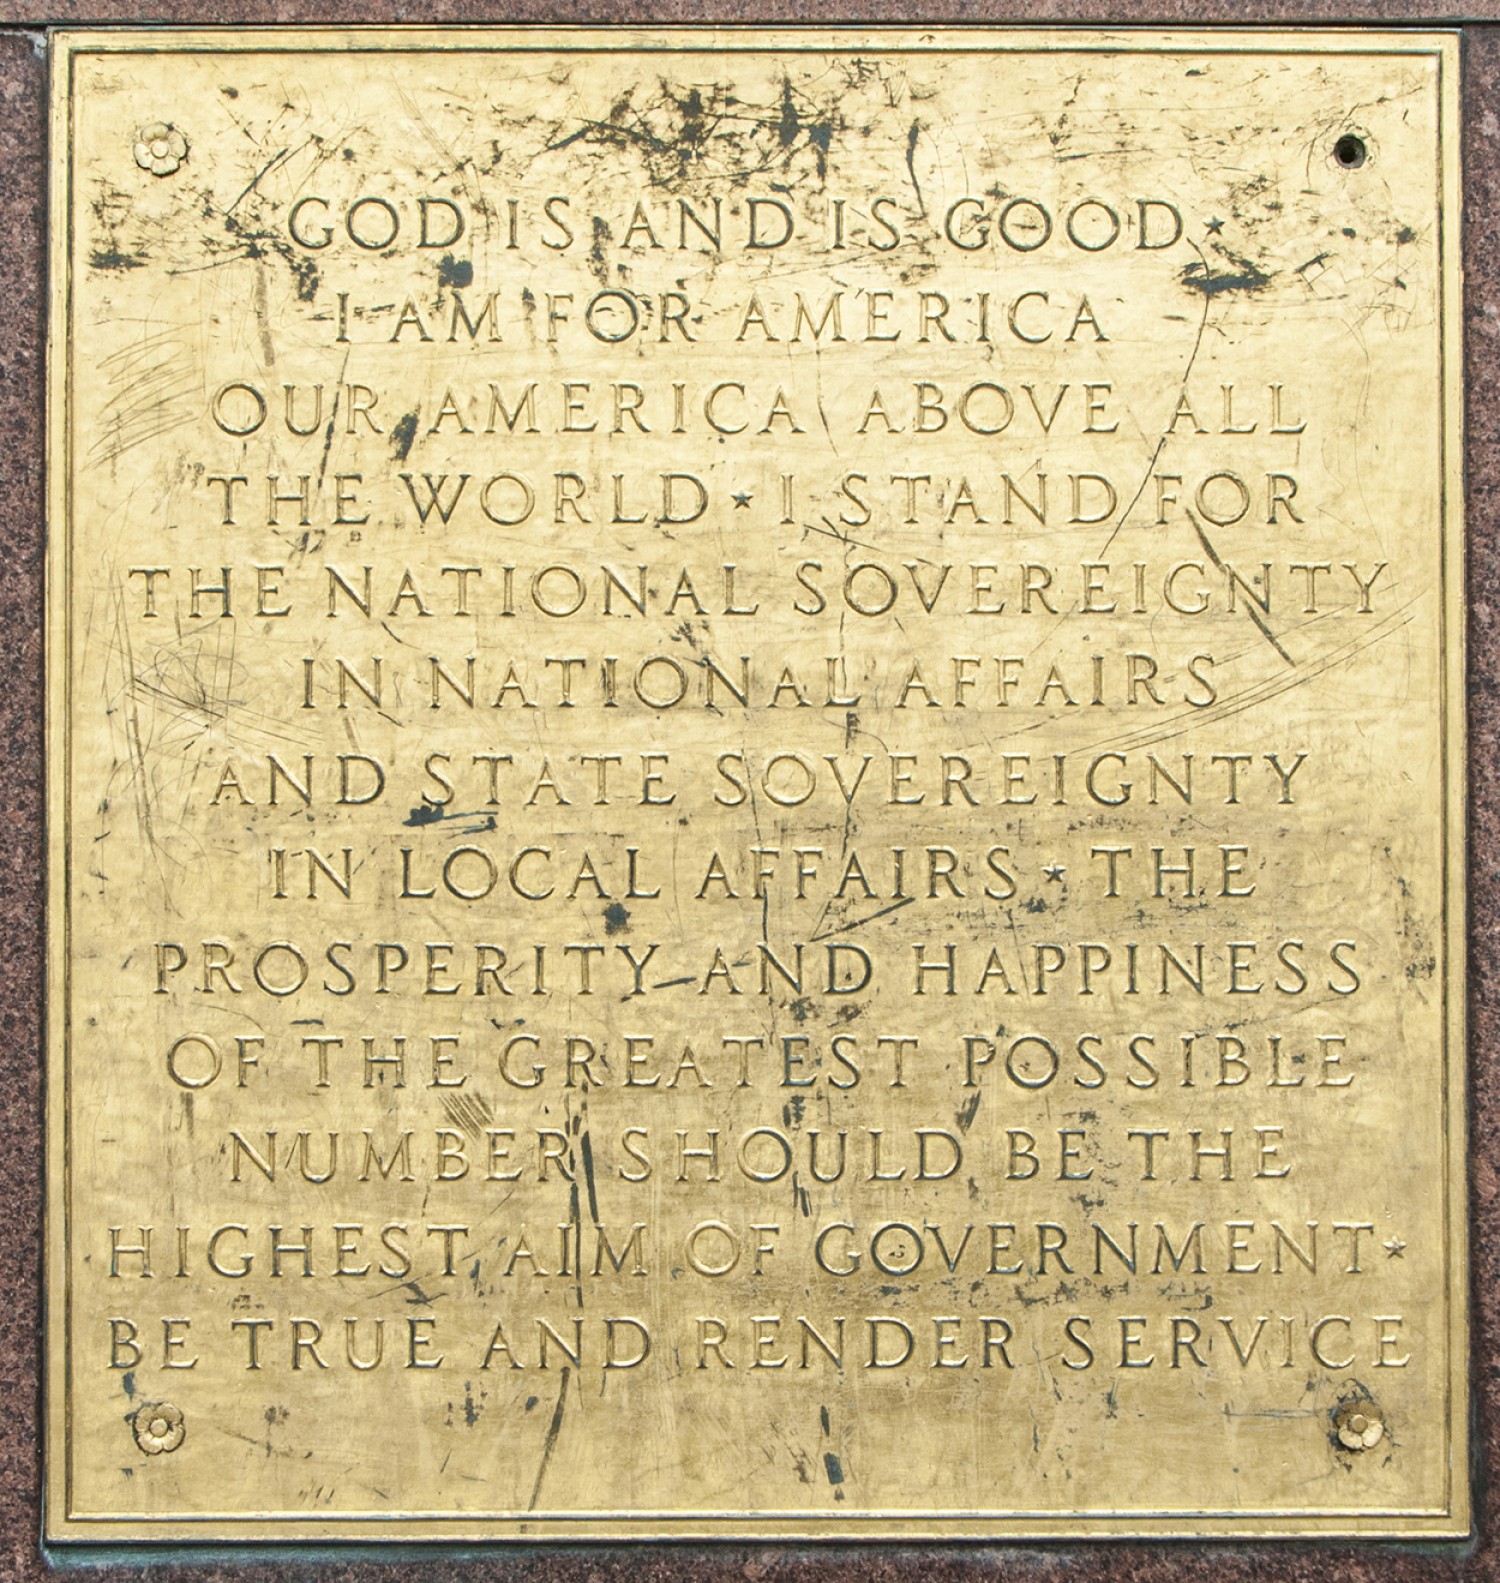 GOD IS AND IS GOOD ★
I AM FOR AMERICA
OUR AMERICA ABOVE ALL
THE WORLD ★ I STAND FOR
THE NATIONAL SOVEREIGNTY
IN NATIONAL AFFAIRS
AND STATE SOVEREIGNTY
IN LOCAL AFFAIRS ★ THE
PROSPERITY AND HAPPINESS
OF THE GREATEST POSSIBLE
NUMBER SHOULD BE THE
HIGHEST AIM OF GOVERNMENT ★
BE TRUE AND RENDER SERVICE